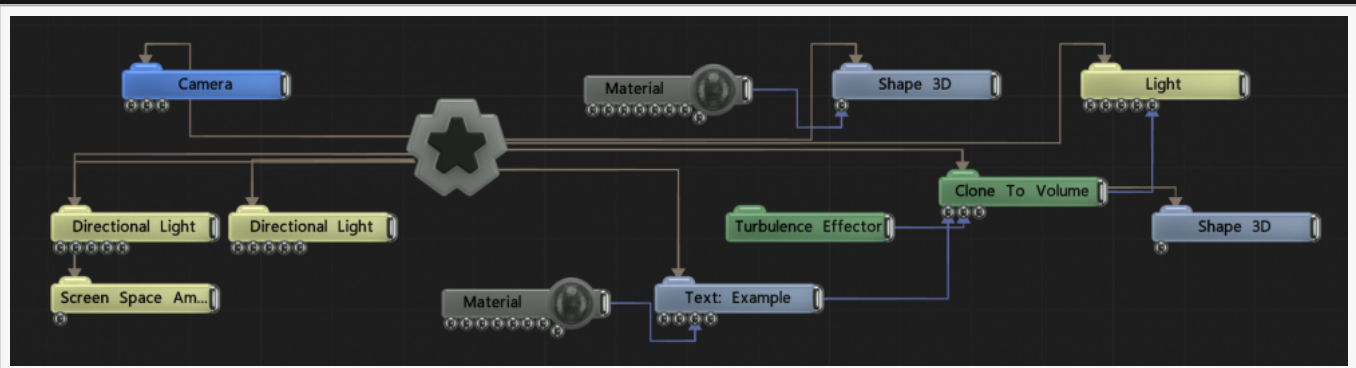 Camera
Material
Shape 3D
Light
Clone To Volume
Directional Light
Directional Light
Turbulence Effector
Shape 3D
Screen Space Am...
Material
Text: Example